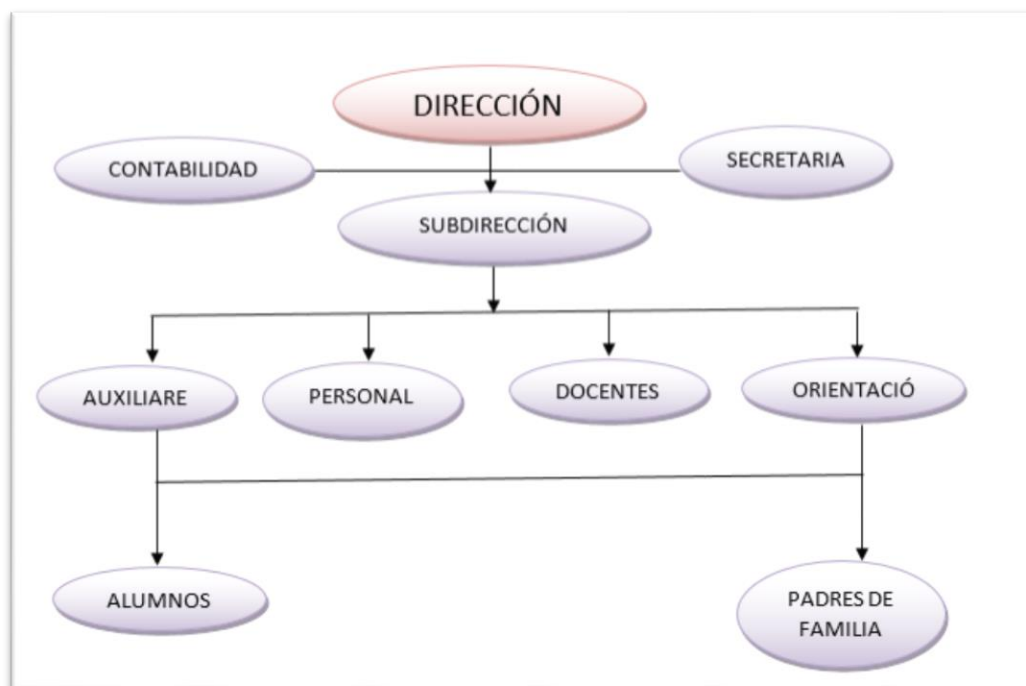 DIRECCIÓN
CONTABILIDAD
SECRETARIA
SUBDIRECCIÓN
AUXILIARE
PERSONAL
DOCENTES
ORIENTACIÓ
ALUMNOS
PADRES DE
FAMILIA